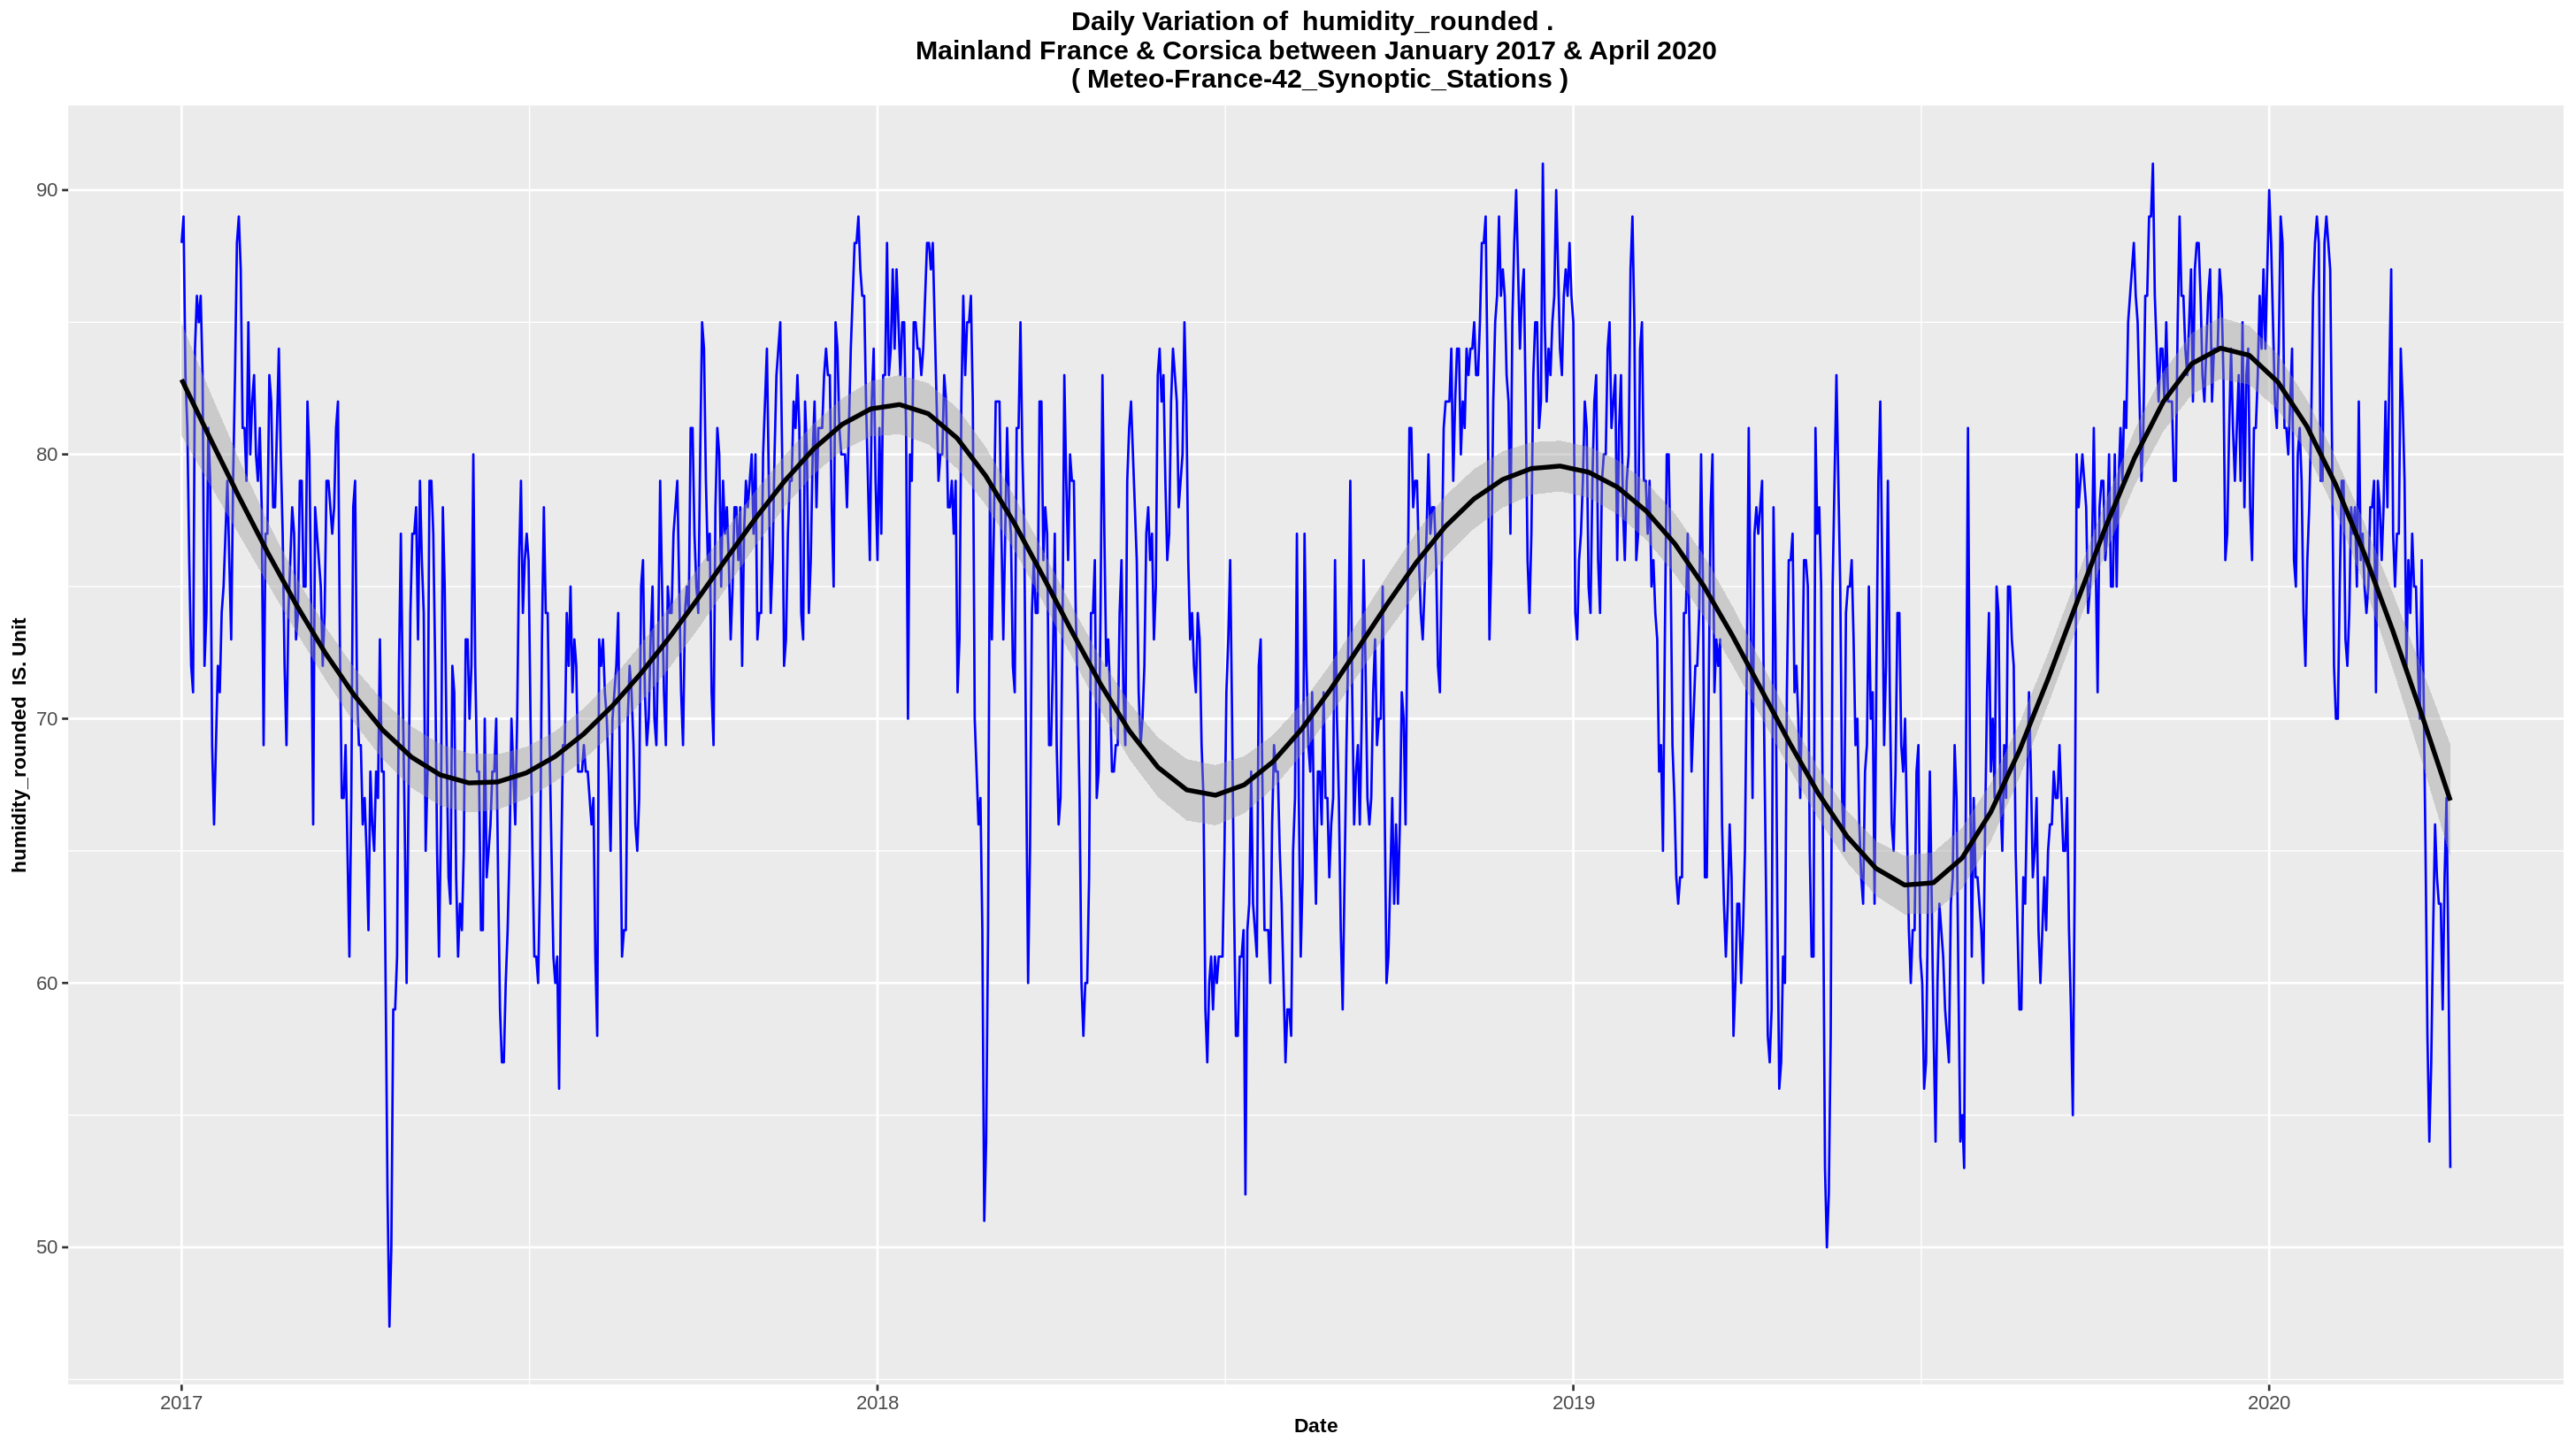 Daily Variation of  humidity_rounded .
Mainland France & Corsica between January 2017 & April 2020
( Meteo-France-42_Synoptic_Stations )
humidity_rounded  IS. Unit
90
80
70
60
50
2017
2018
2019
2020
Date